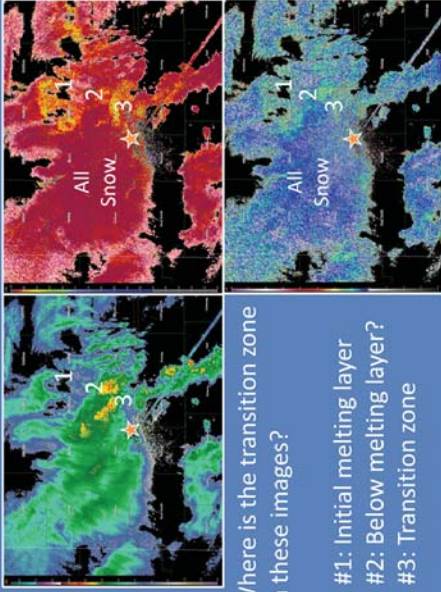 1
2
3
1
2
3
All
Snow
is the transition zone
these images?
#1: Initial melting layer
#2: Below melting layer?
#3: Transition zone
1
2
3
All
Snow